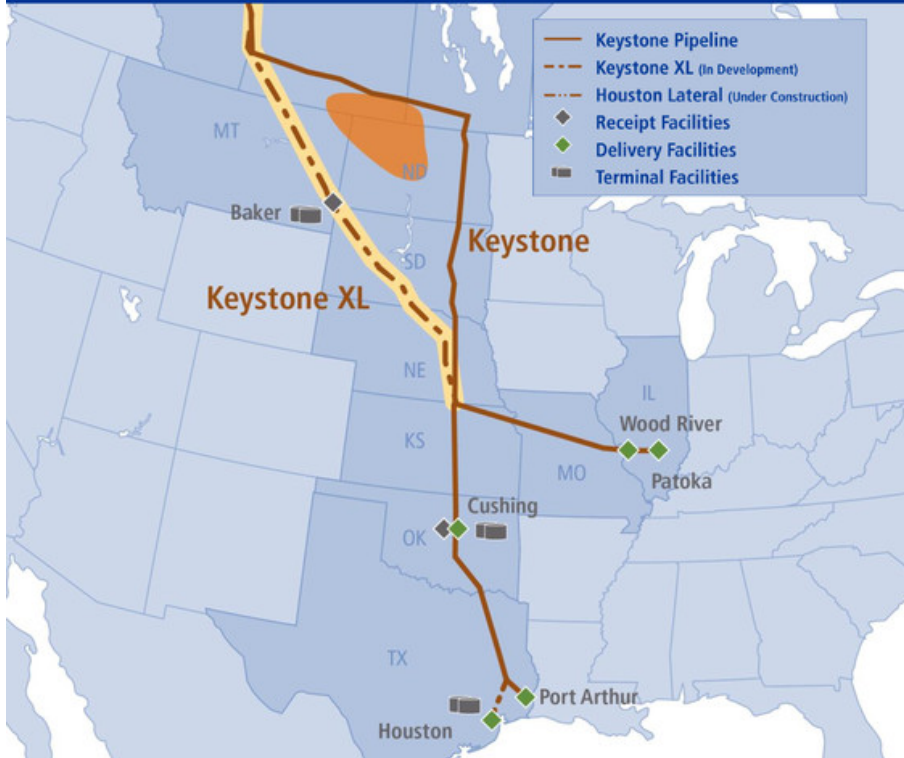 Keystone Pipeline
Keystone XL (In Development)
Houston Lateral (Under Construction)
Receipt Facilities
Delivery Facilities
Terminal Facilities
MT
ND
Baker
Keystone
SD
Keystone XL
NE
IL
Wood River
KS
MO
Patoka
Cushing
OK
TX
Port Arthur
Houston